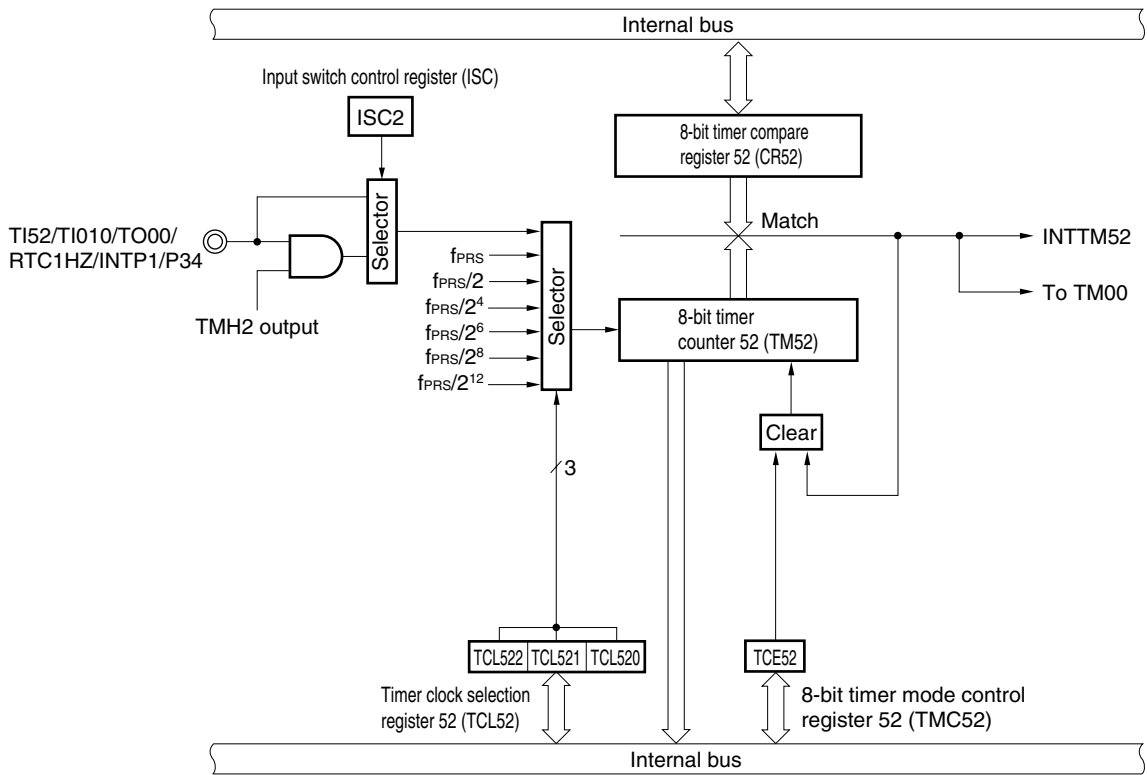 Internal bus
Input switch control register (ISC)
ISC2
8-bit timer compare
register 52 (CR52)
Selector
Match
TI52/TI010/TO00/
RTC1HZ/INTP1/P34
INTTM52
fPRS
fPRS/2
fPRS/2⁴
fPRS/2⁶
fPRS/2⁸
fPRS/2¹²
Selector
To TM00
TMH2 output
8-bit timer
counter 52 (TM52)
Clear
3
TCL522 TCL521 TCL520
TCE52
Timer clock selection
register 52 (TCL52)
8-bit timer mode control
register 52 (TMC52)
Internal bus